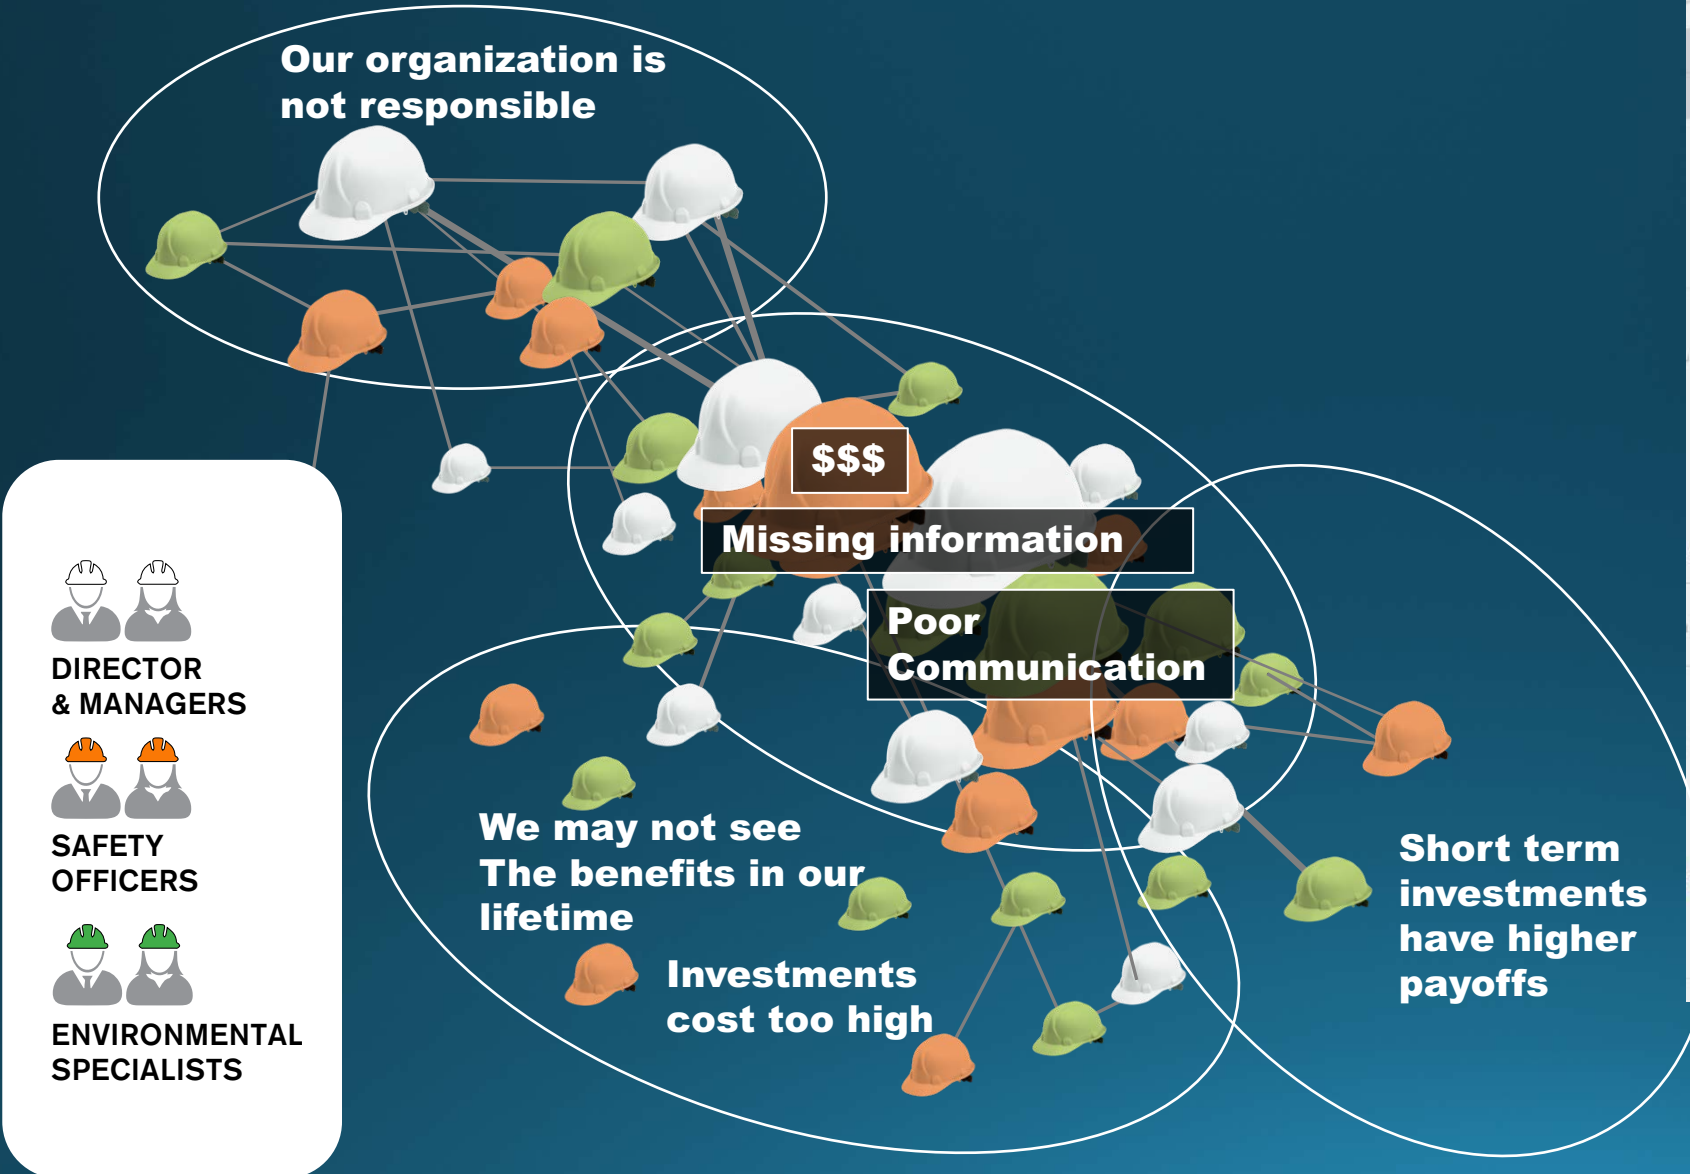 Our organization is
not responsible
$$$
Missing information
Poor
Communication
We may not see
The benefits in our
lifetime
Investments
cost too high
Short term
investments
have higher
payoffs
DIRECTOR
& MANAGERS
SAFETY
OFFICERS
ENVIRONMENTAL
SPECIALISTS